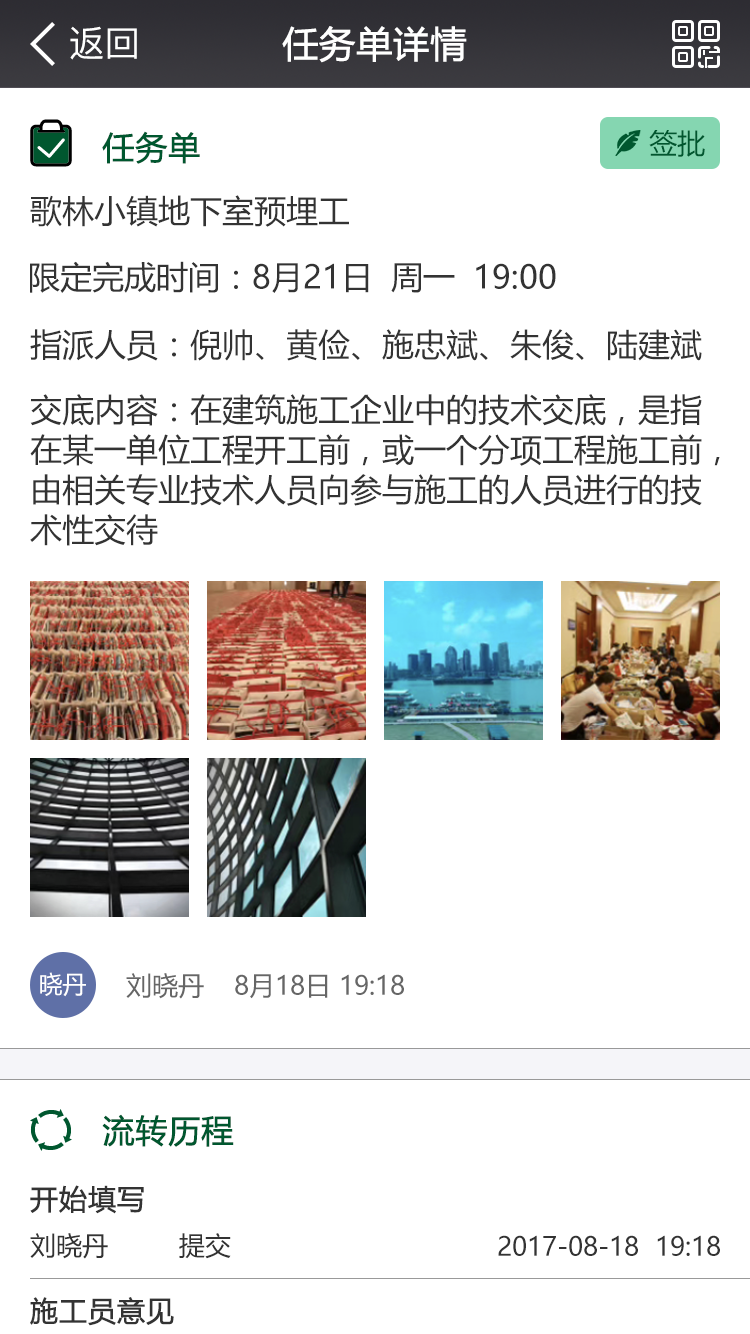 返回
任务单详情
任务单
签批
歌林小镇地下室预埋工
限定完成时间：8月21日 周一 19:00
指派人员：倪帅、黄俭、施忠斌、朱俊、陆建斌
交底内容：在建筑施工企业中的技术交底，是指
在某一单位工程开工前，或一个分项工程施工前，
由相关专业技术人员向参与施工的人员进行的技
术性交待
晓丹 刘晓丹 8月18日 19:18
流转历程
开始填写
刘晓丹 提交 2017-08-18 19:18
施工员意见